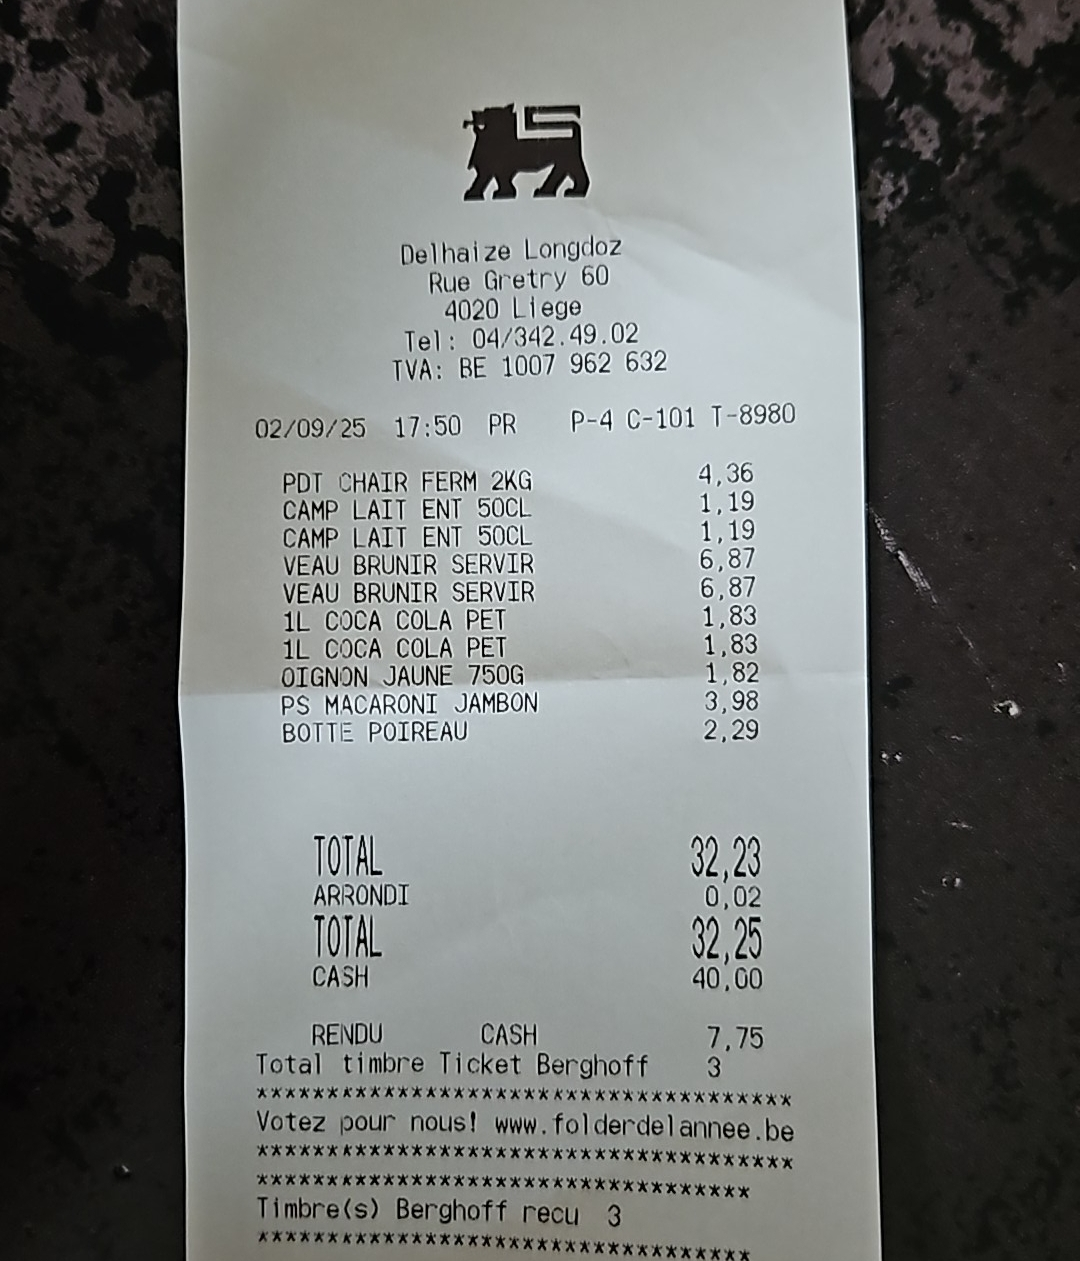 Delhaize Longdoz
Rue Gretry 60
4020 Liege
Tel: 04/342.49.02
TVA: BE 1007 962 632
02/09/25 17:50 PR P-4 C-101 T-8980
PDT CHAIR FERM 2KG 4,36
CAMP LAIT ENT 50CL 1,19
CAMP LAIT ENT 50CL 1,19
VEAU BRUNIR SERVIR 6,87
VEAU BRUNIR SERVIR 6,87
1L COCA COLA PET 1,83
1L COCA COLA PET 1,83
OIGNON JAUNE 750G 1,82
PS MACARONI JAMBON 3,98
BOTTE POIREAU 2,29
TOTAL 32,23
ARRONDI 0,02
TOTAL 32,25
CASH 40,00
RENDU CASH 7,75
Total timbre Ticket Berghoff 3
**************************************
Votez pour nous! www.folderdelannee.be
**************************************
***********************************
Timbre(s) Berghoff recu 3
***********************************